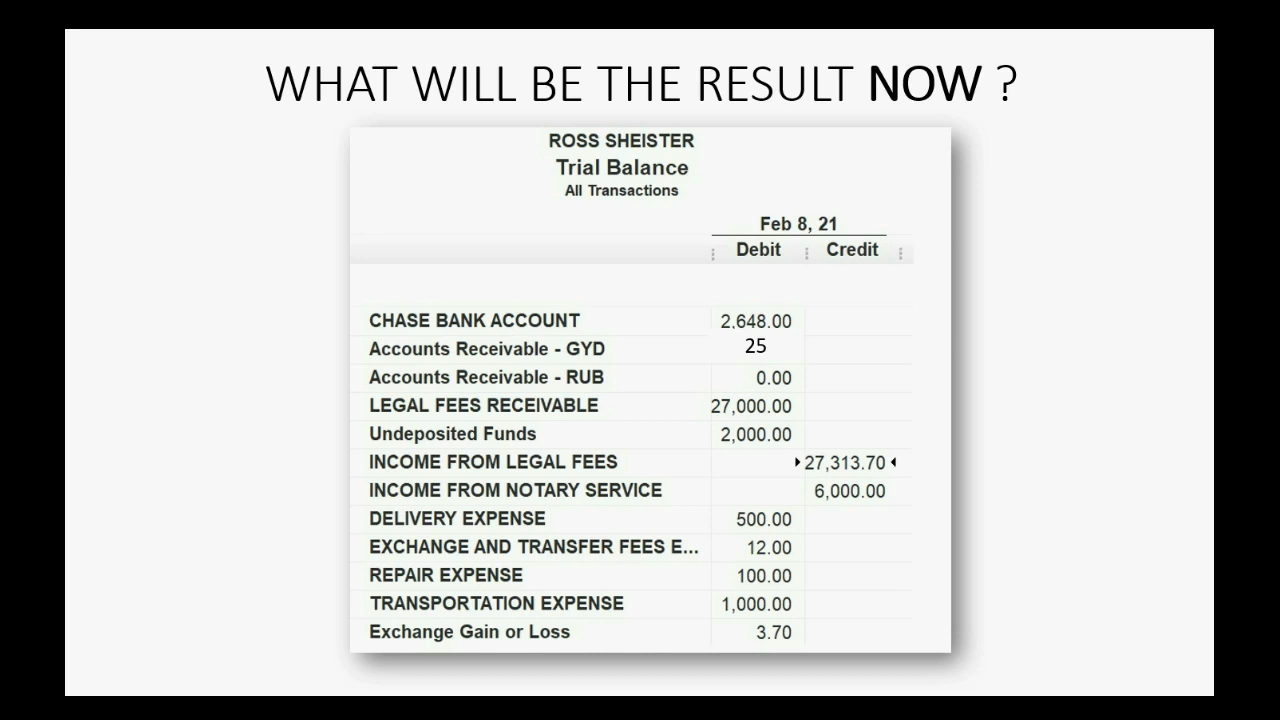 WHAT WILL BE THE RESULT NOW ?
ROSS SHEISTER
Trial Balance
All Transactions
Feb 8, 21
Debit Credit
CHASE BANK ACCOUNT 2,648.00
Accounts Receivable - GYD 25
Accounts Receivable - RUB 0.00
LEGAL FEES RECEIVABLE 27,000.00
Undeposited Funds 2,000.00
INCOME FROM LEGAL FEES 27,313.70
INCOME FROM NOTARY SERVICE 6,000.00
DELIVERY EXPENSE 500.00
EXCHANGE AND TRANSFER FEES E... 12.00
REPAIR EXPENSE 100.00
TRANSPORTATION EXPENSE 1,000.00
Exchange Gain or Loss 3.70